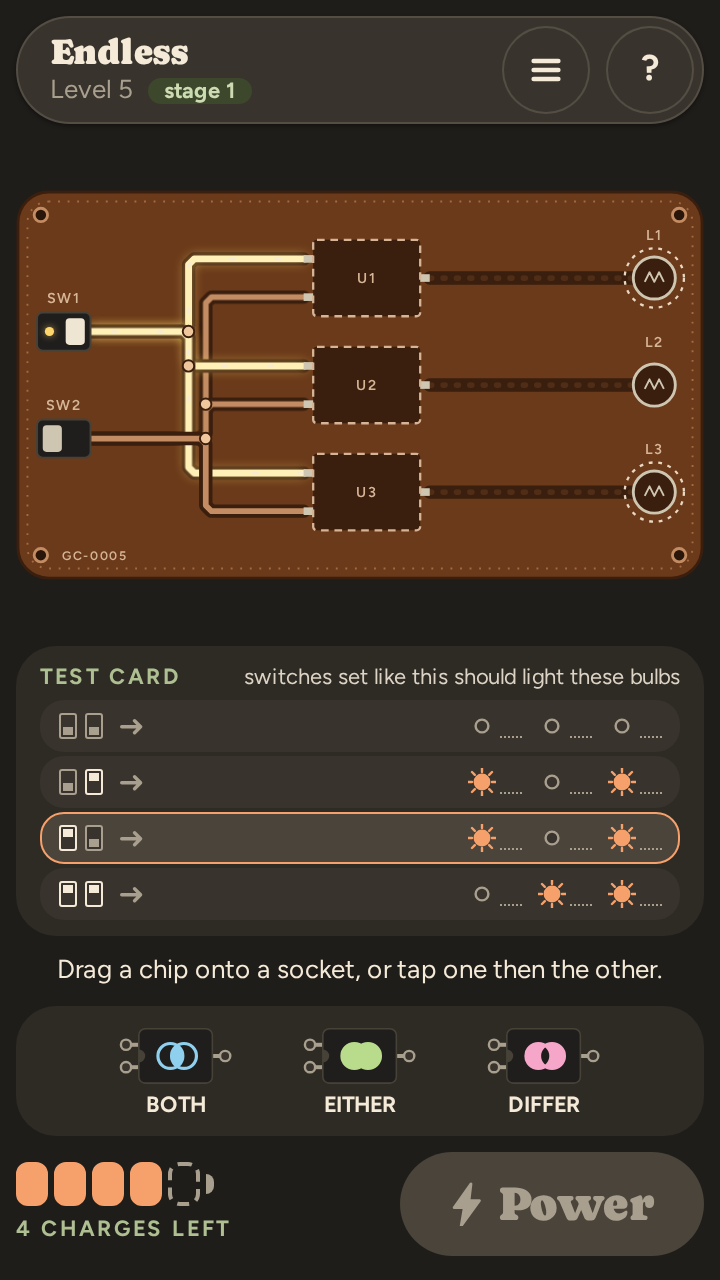 Endless
Level 5 stage 1
?
L1
U1
SW1
L2
U2
SW2
L3
U3
GC-0005
TEST CARD switches set like this should light these bulbs
Drag a chip onto a socket, or tap one then the other.
BOTH EITHER DIFFER
4 CHARGES LEFT
Power